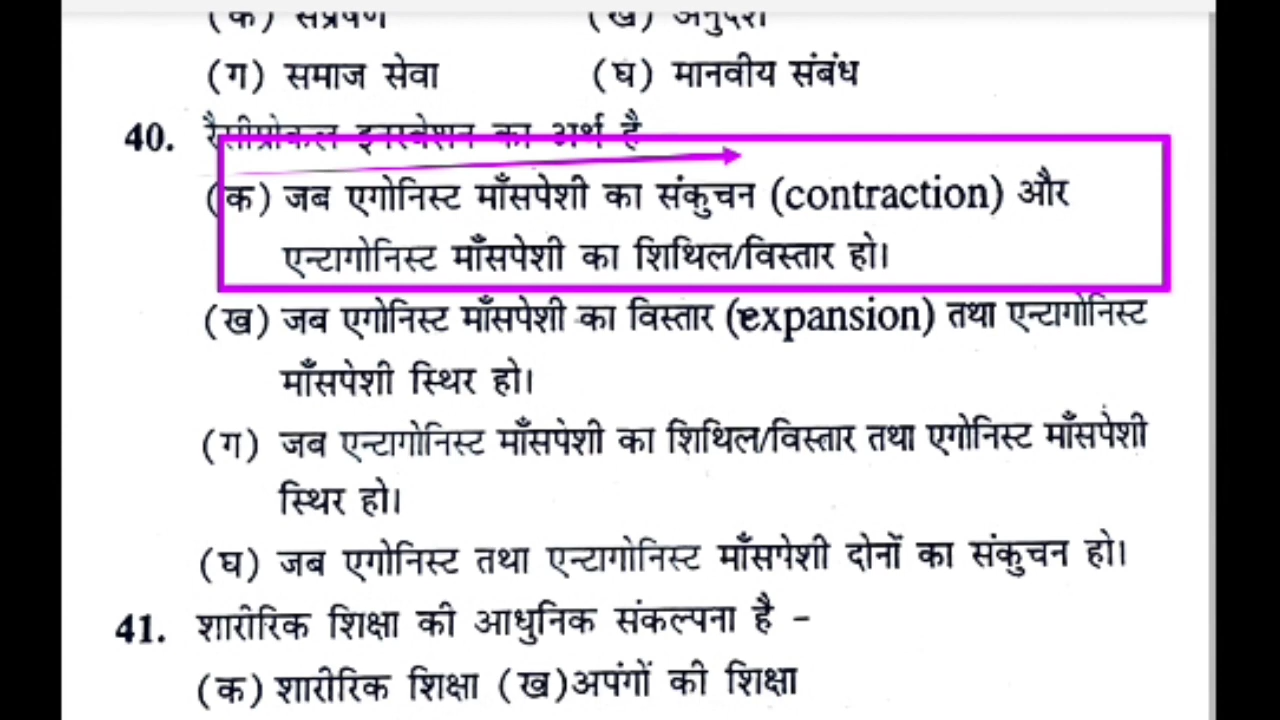 (क) संप्रेषण (ख) अनुदेश
(ग) समाज सेवा (घ) मानवीय संबंध
40. रैसीप्रोकल इनरवेशन का अर्थ है
(क) जब एगोनिस्ट माँसपेशी का संकुचन (contraction) और
एन्टागोनिस्ट माँसपेशी का शिथिल/विस्तार हो।
(ख) जब एगोनिस्ट माँसपेशी का विस्तार (expansion) तथा एन्टागोनिस्ट
माँसपेशी स्थिर हो।
(ग) जब एन्टागोनिस्ट माँसपेशी का शिथिल/विस्तार तथा एगोनिस्ट माँसपेशी
स्थिर हो।
(घ) जब एगोनिस्ट तथा एन्टागोनिस्ट माँसपेशी दोनों का संकुचन हो।
41. शारीरिक शिक्षा की आधुनिक संकल्पना है -
(क) शारीरिक शिक्षा (ख) अपंगों की शिक्षा